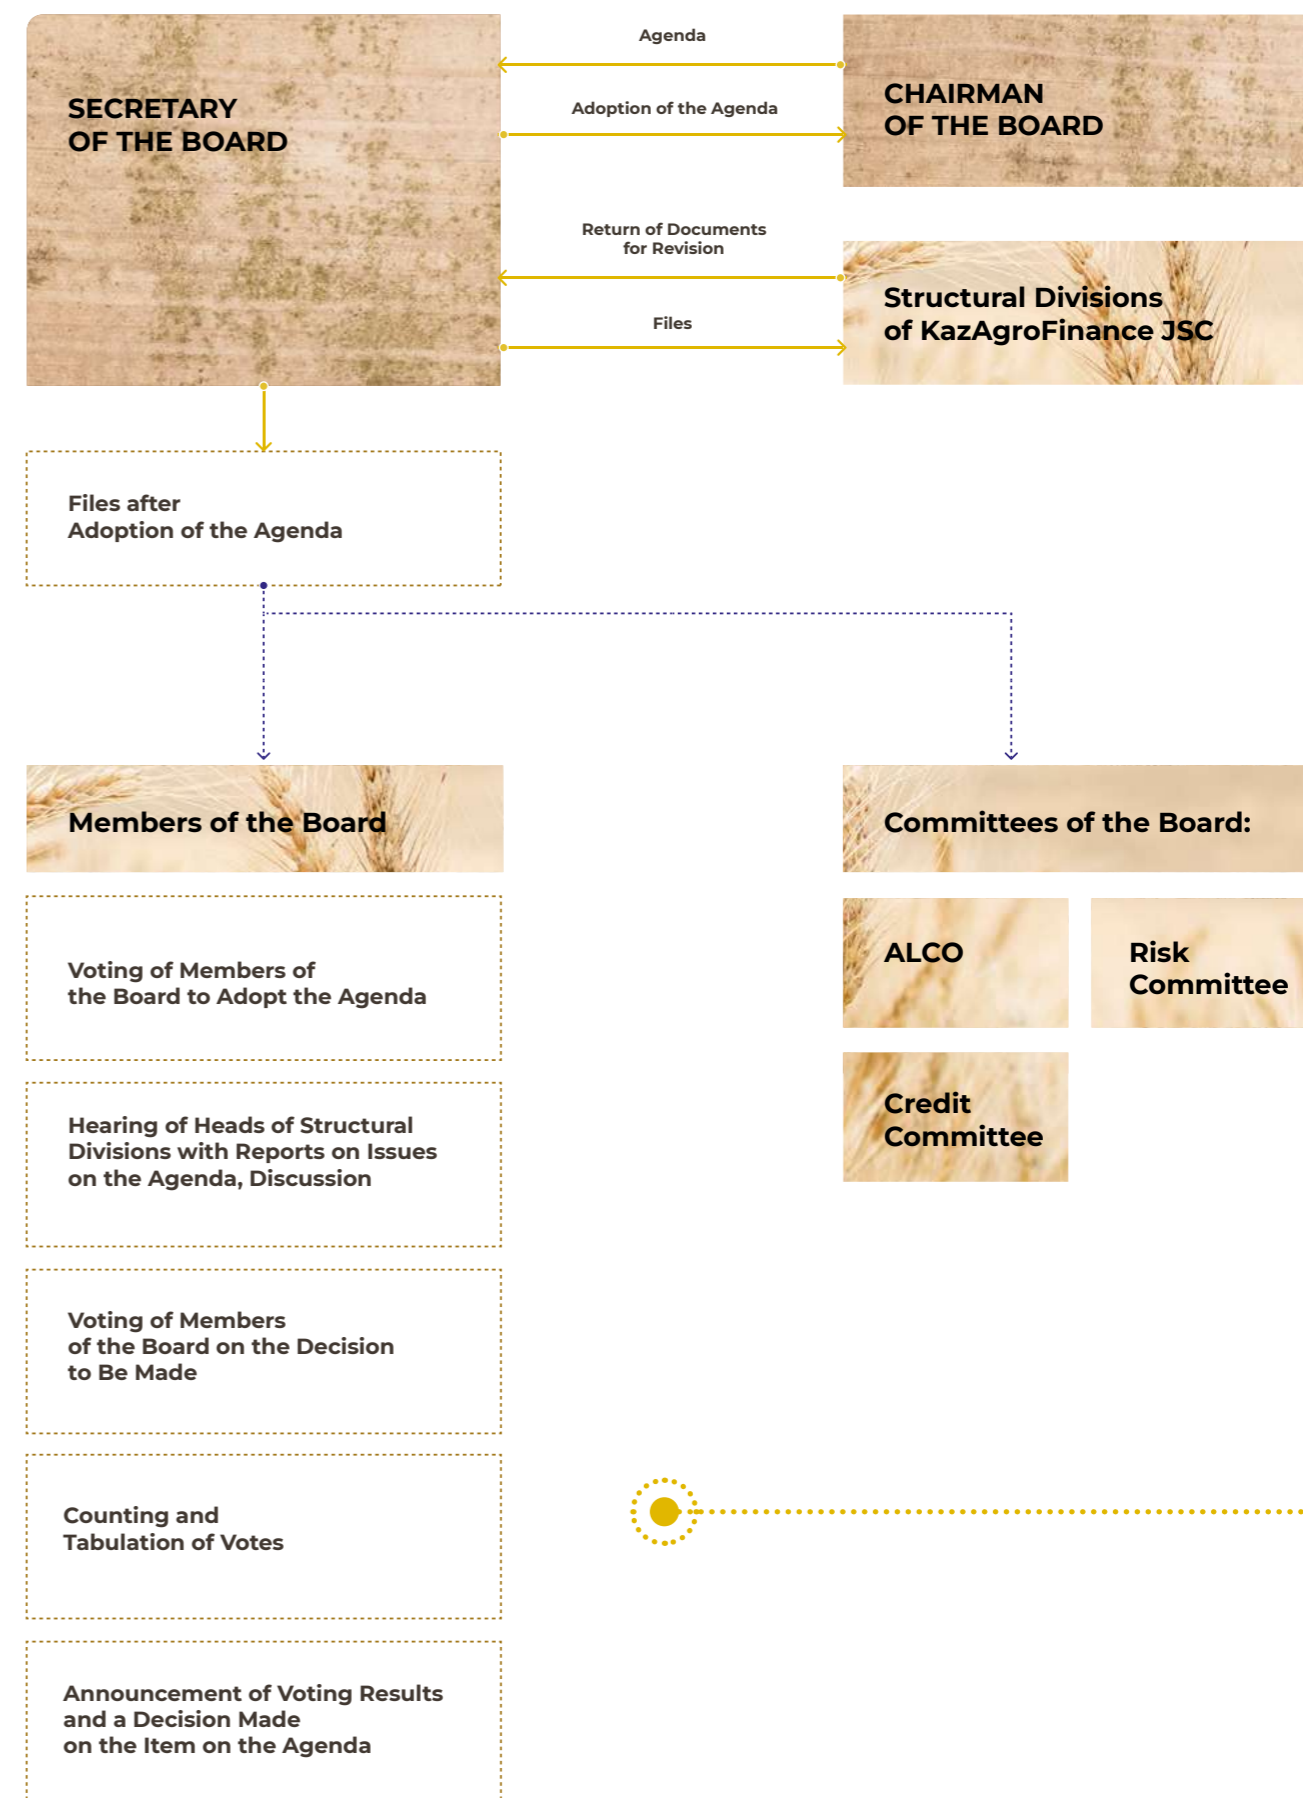 SECRETARY
OF THE BOARD
Agenda
Adoption of the Agenda
CHAIRMAN
OF THE BOARD
Return of Documents
for Revision
Files
Structural Divisions
of KazAgroFinance JSC
Files after
Adoption of the Agenda
Members of the Board
Voting of Members of
the Board to Adopt the Agenda
Hearing of Heads of Structural
Divisions with Reports on Issues
on the Agenda, Discussion
Voting of Members
of the Board on the Decision
to Be Made
Counting and
Tabulation of Votes
Announcement of Voting Results
and a Decision Made
on the Item on the Agenda
Committees of the Board:
ALCO
Risk
Committee
Credit
Committee